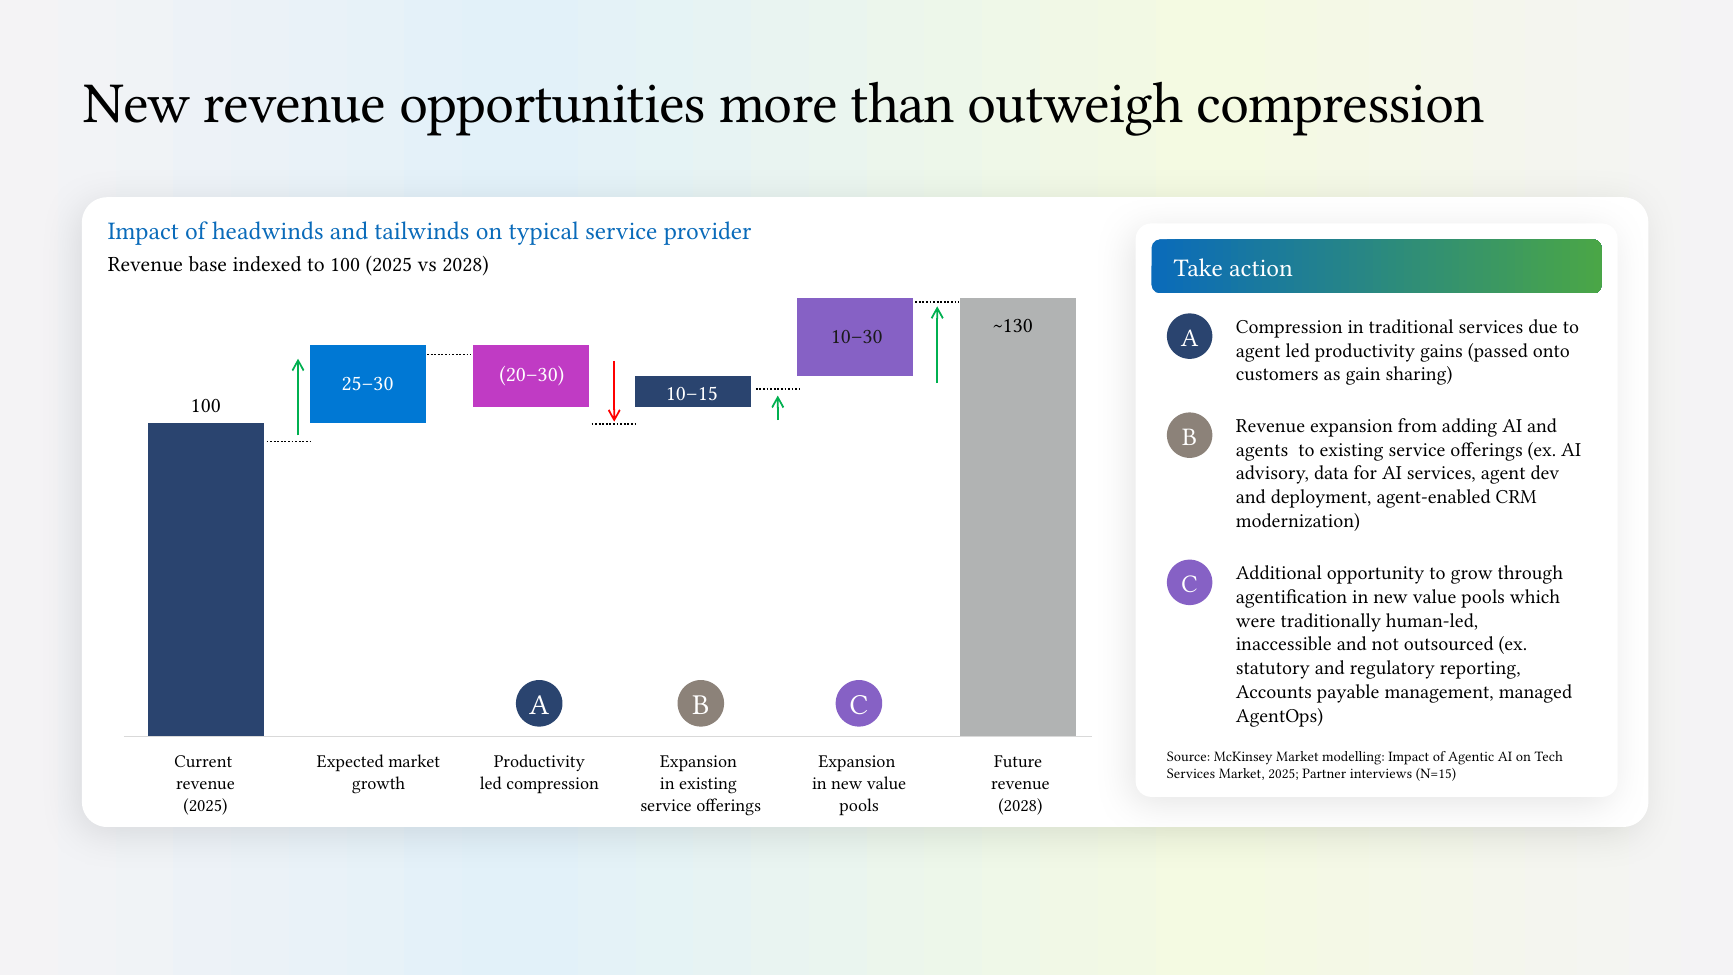 New revenue opportunities more than outweigh compression
Impact of headwinds and tailwinds on typical service provider
Revenue base indexed to 100 (2025 vs 2028)
100
25–30
(20–30)
10–15
10–30
~130
A
B
C
Current
revenue
(2025)
Expected market
growth
Productivity
led compression
Expansion
in existing
service offerings
Expansion
in new value
pools
Future
revenue
(2028)
Take action
A
Compression in traditional services due to
agent led productivity gains (passed onto
customers as gain sharing)
B
Revenue expansion from adding AI and
agents  to existing service offerings (ex. AI
advisory, data for AI services, agent dev
and deployment, agent-enabled CRM
modernization)
C
Additional opportunity to grow through
agentification in new value pools which
were traditionally human-led,
inaccessible and not outsourced (ex.
statutory and regulatory reporting,
Accounts payable management, managed
AgentOps)
Source: McKinsey Market modelling: Impact of Agentic AI on Tech
Services Market, 2025; Partner interviews (N=15)